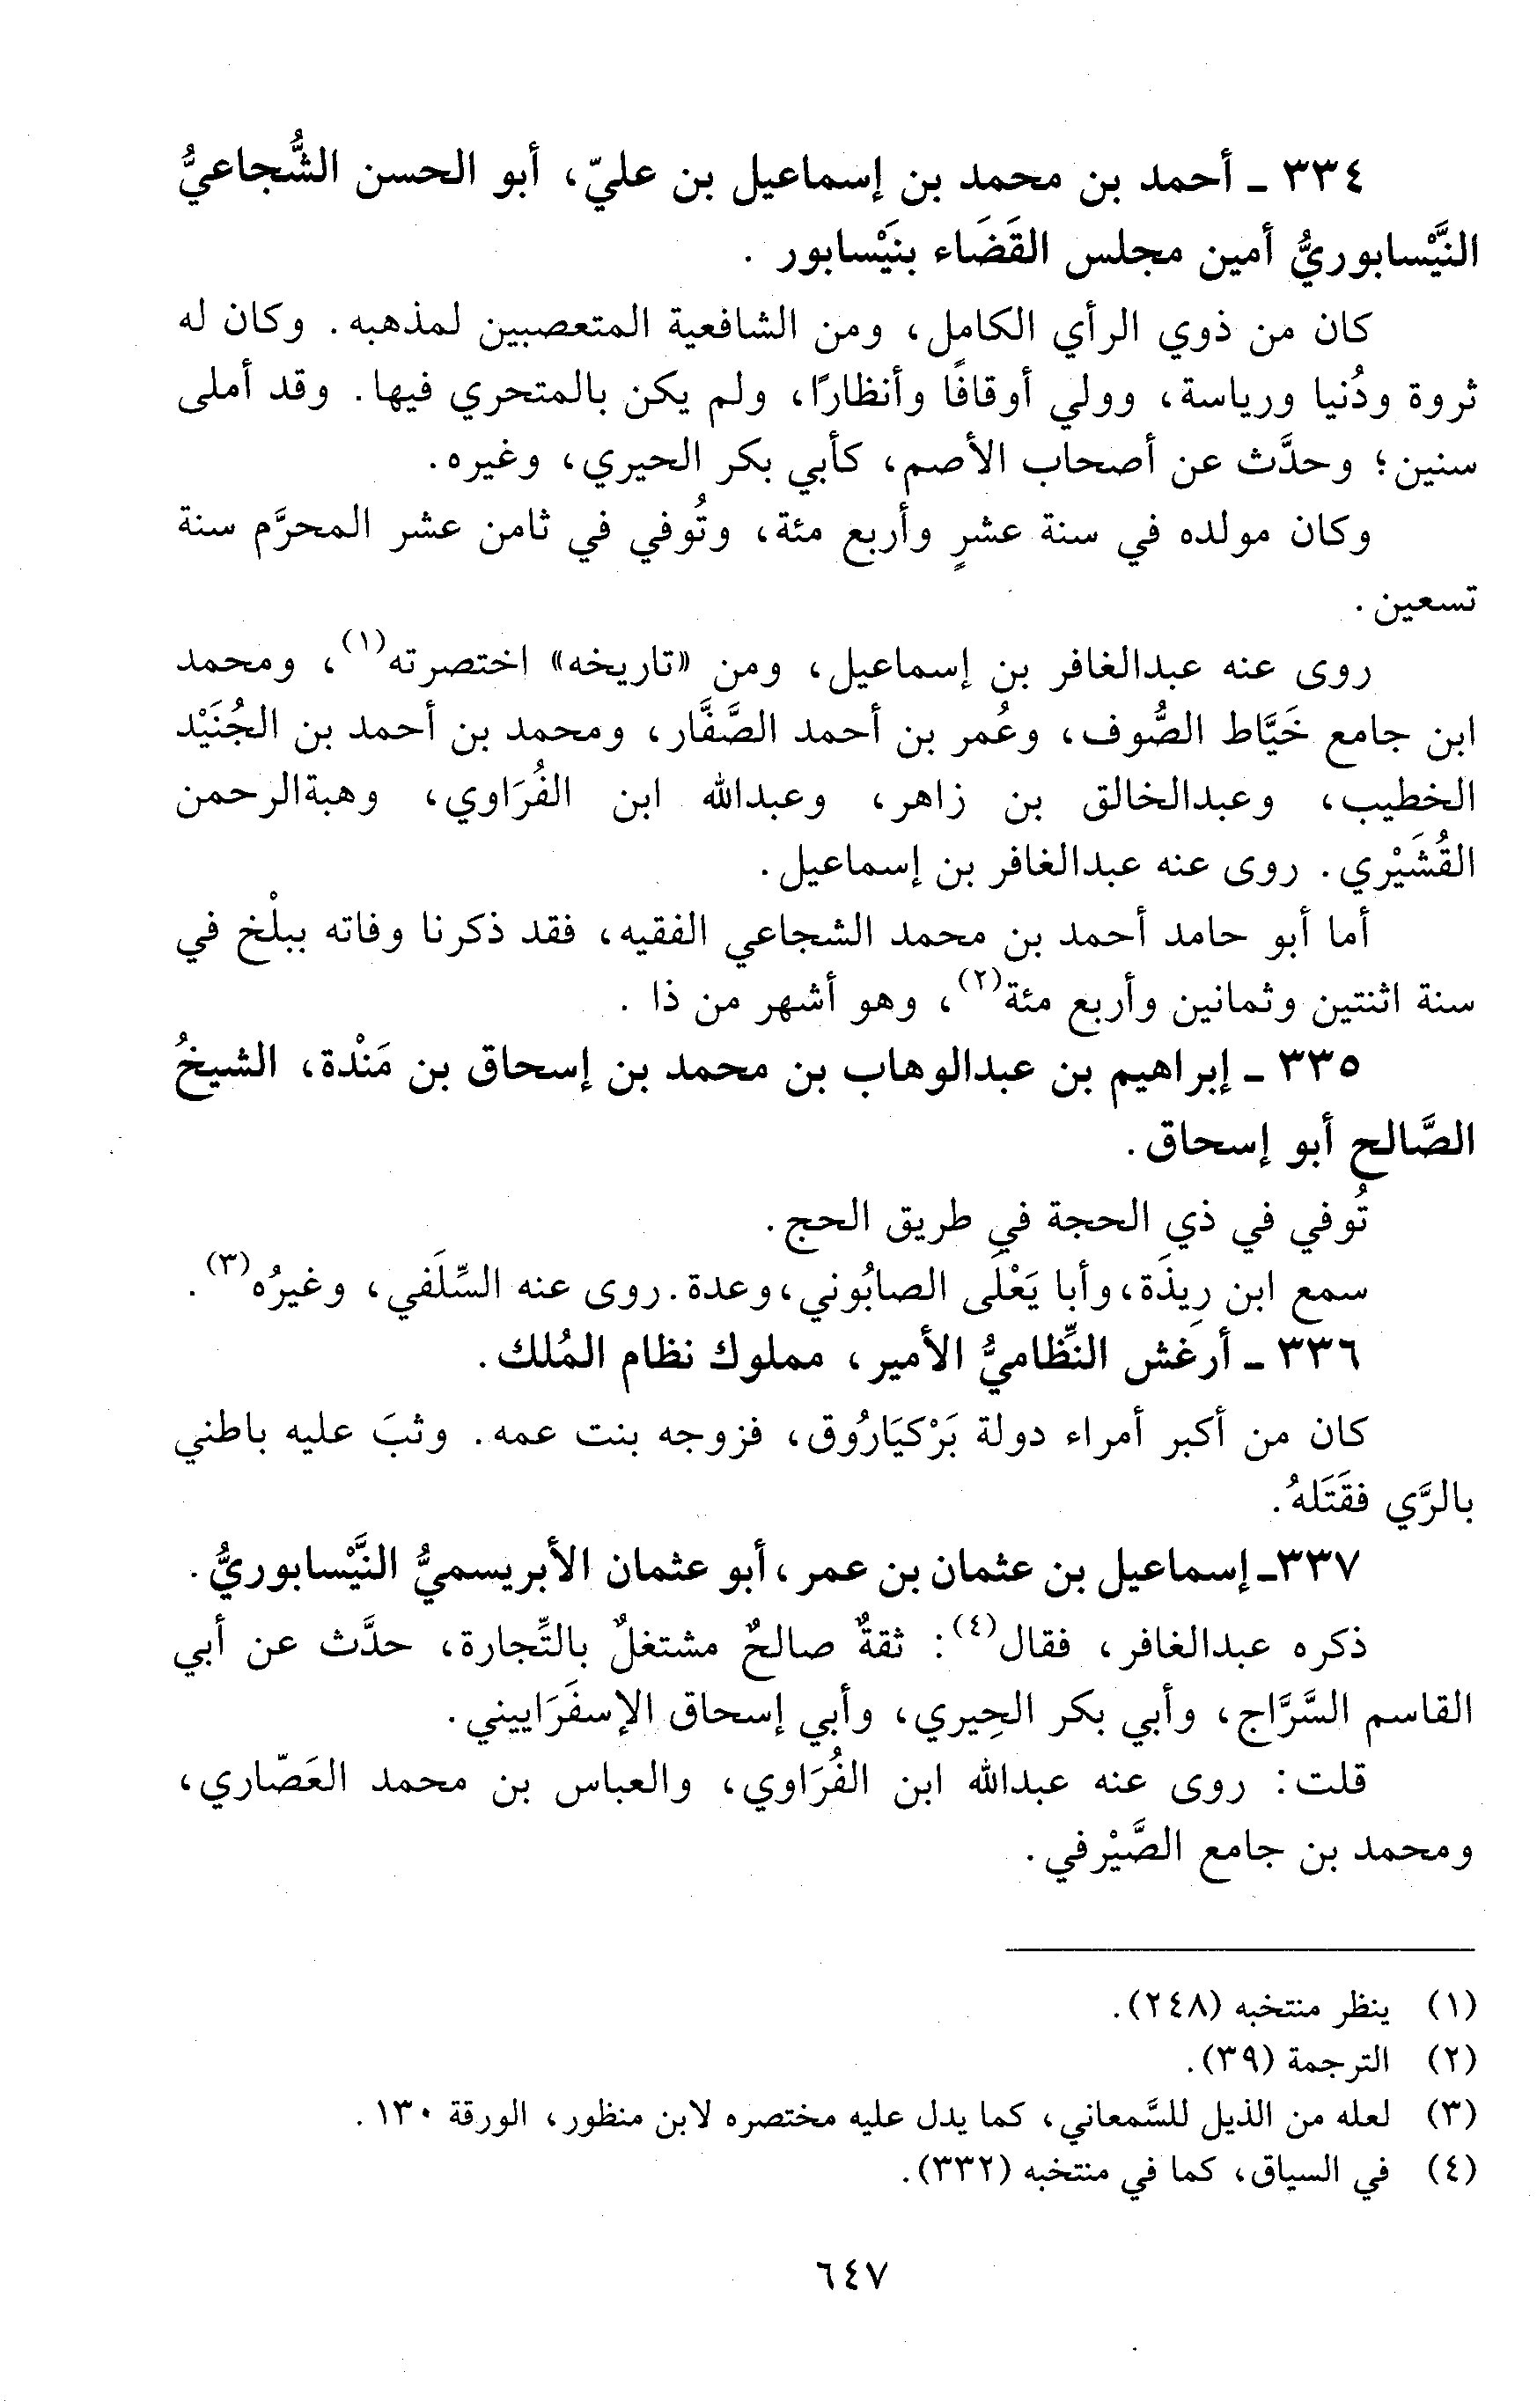 ٣٣٤ ـ أحمد بن محمد بن إسماعيل بن عليّ، أبو الحسن الشُّجاعيُّ
النَّيْسابوريُّ أمين مجلس القَضَاء بنَيْسابور .
كان من ذوي الرأي الكامل، ومن الشافعية المتعصبين لمذهبه. وكان له
ثروة ودُنيا ورياسة، وولي أوقافًا وأنظارًا، ولم يكن بالمتحري فيها. وقد أملى
سنين؛ وحدَّث عن أصحاب الأصم، كأبي بكر الحيري، وغيره.
وكان مولده في سنة عشرٍ وأربع مئة، وتُوفي في ثامن عشر المحرَّم سنة
تسعين.
روى عنه عبدالغافر بن إسماعيل، ومن «تاريخه» اختصرته(١)، ومحمد
ابن جامع خَيَّاط الصُّوف، وعُمر بن أحمد الصَّفَّار، ومحمد بن أحمد بن الجُنَيْد
الخطيب، وعبدالخالق بن زاهر، وعبدالله ابن الفُرَاوي، وهبةالرحمن
القُشَيْري. روى عنه عبدالغافر بن إسماعيل.
أما أبو حامد أحمد بن محمد الشجاعي الفقيه، فقد ذكرنا وفاته ببلْخ في
سنة اثنتين وثمانين وأربع مئة(٢)، وهو أشهر من ذا .
٣٣٥ ـ إبراهيم بن عبدالوهاب بن محمد بن إسحاق بن مَنْدة، الشيخُ
الصَّالح أبو إسحاق.
تُوفي في ذي الحجة في طريق الحج.
سمع ابن رِيذَة، وأبا يَعْلَى الصابُوني، وعدة. روى عنه السِّلَفي، وغيرُه(٣).
٣٣٦ ـ أرغش النِّظاميُّ الأمير، مملوك نظام المُلك.
كان من أكبر أمراء دولة بَرْكيَارُوق، فزوجه بنت عمه. وثبَ عليه باطني
بالرَّي فقَتَلهُ.
٣٣٧ـ إسماعيل بن عثمان بن عمر، أبو عثمان الأبريسميُّ النَّيْسابوريُّ.
ذكره عبدالغافر، فقال(٤): ثقةٌ صالحٌ مشتغلٌ بالتِّجارة، حدَّث عن أبي
القاسم السَّرَّاج، وأبي بكر الحِيري، وأبي إسحاق الإسفَرَاييني.
قلت: روى عنه عبدالله ابن الفُرَاوي، والعباس بن محمد العَصّاري،
ومحمد بن جامع الصَّيْرفي.
(١) ينظر منتخبه (٢٤٨).
(٢) الترجمة (٣٩).
(٣) لعله من الذيل للسَّمعاني، كما يدل عليه مختصره لابن منظور، الورقة ١٣٠ .
(٤) في السياق، كما في منتخبه (٣٣٢).
٦٤٧